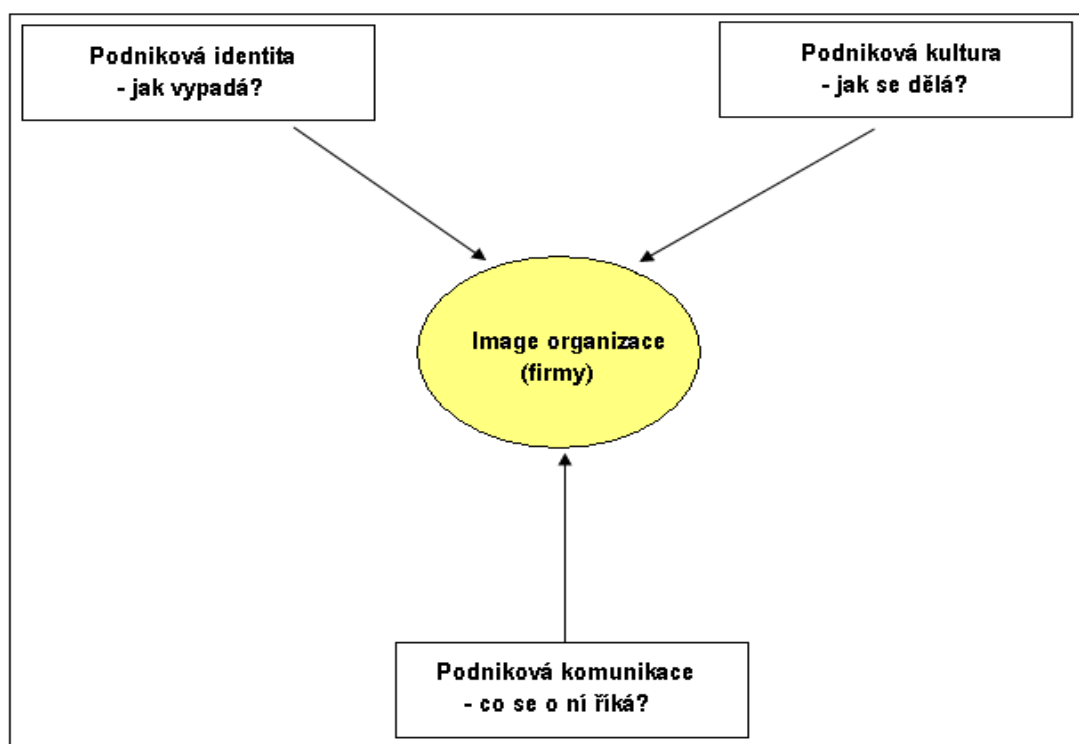 Podniková identita
- jak vypadá?
Podniková kultura
- jak se dělá?
Image organizace
(firmy)
Podniková komunikace
- co se o ní říká?